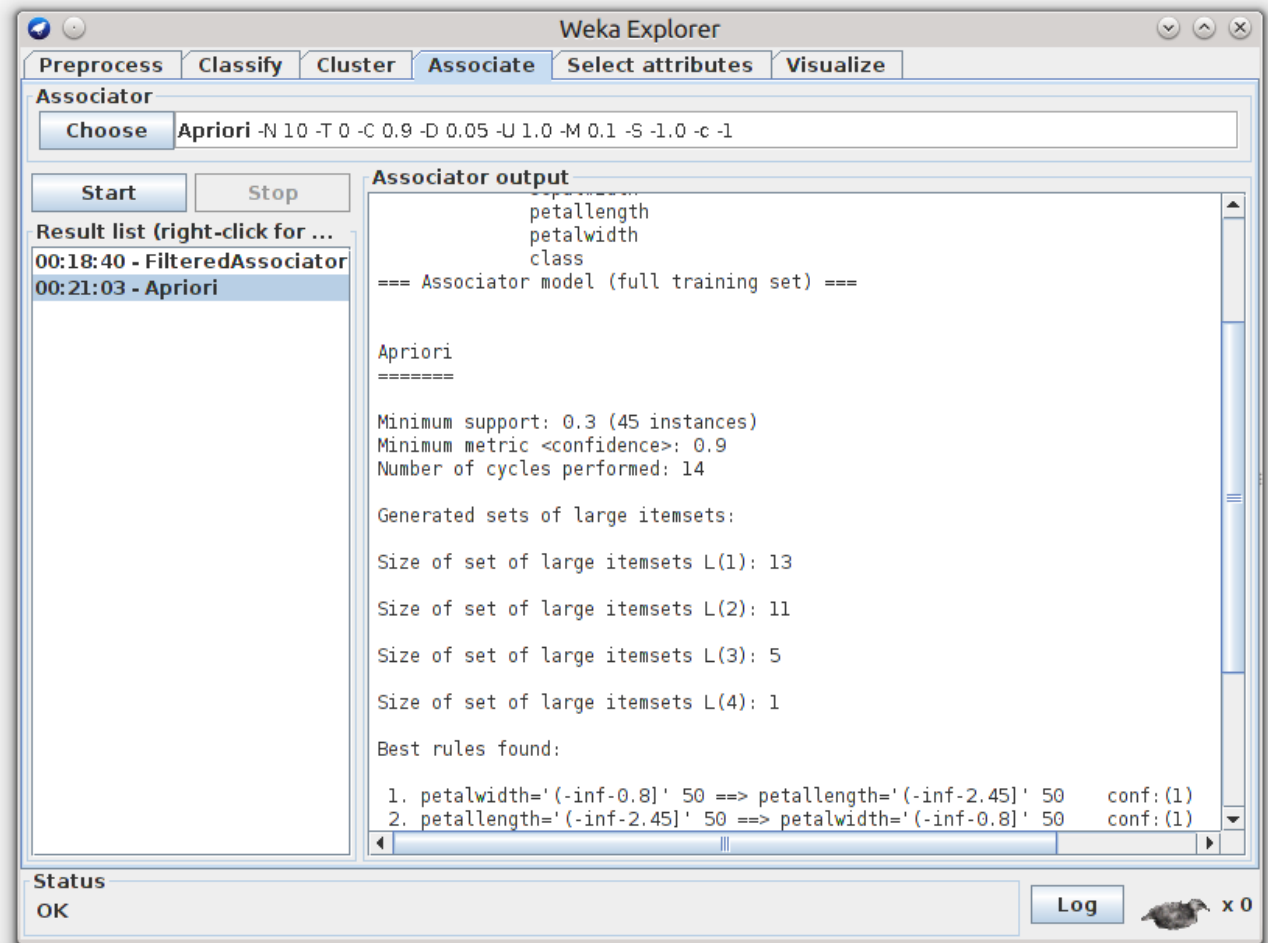 Weka Explorer
Preprocess Classify Cluster Associate Select attributes Visualize
Associator
Choose Apriori -N 10 -T 0 -C 0.9 -D 0.05 -U 1.0 -M 0.1 -S -1.0 -c -1
Start Stop
Result list (right-click for ...
00:18:40 - FilteredAssociator
00:21:03 - Apriori
Associator output
petallength
petalwidth
class
=== Associator model (full training set) ===
Apriori
=======
Minimum support: 0.3 (45 instances)
Minimum metric <confidence>: 0.9
Number of cycles performed: 14
Generated sets of large itemsets:
Size of set of large itemsets L(1): 13
Size of set of large itemsets L(2): 11
Size of set of large itemsets L(3): 5
Size of set of large itemsets L(4): 1
Best rules found:
1. petalwidth='(-inf-0.8]' 50 ==> petallength='(-inf-2.45]' 50 conf:(1)
2. petallength='(-inf-2.45]' 50 ==> petalwidth='(-inf-0.8]' 50 conf:(1)
Status
OK
Log
x 0